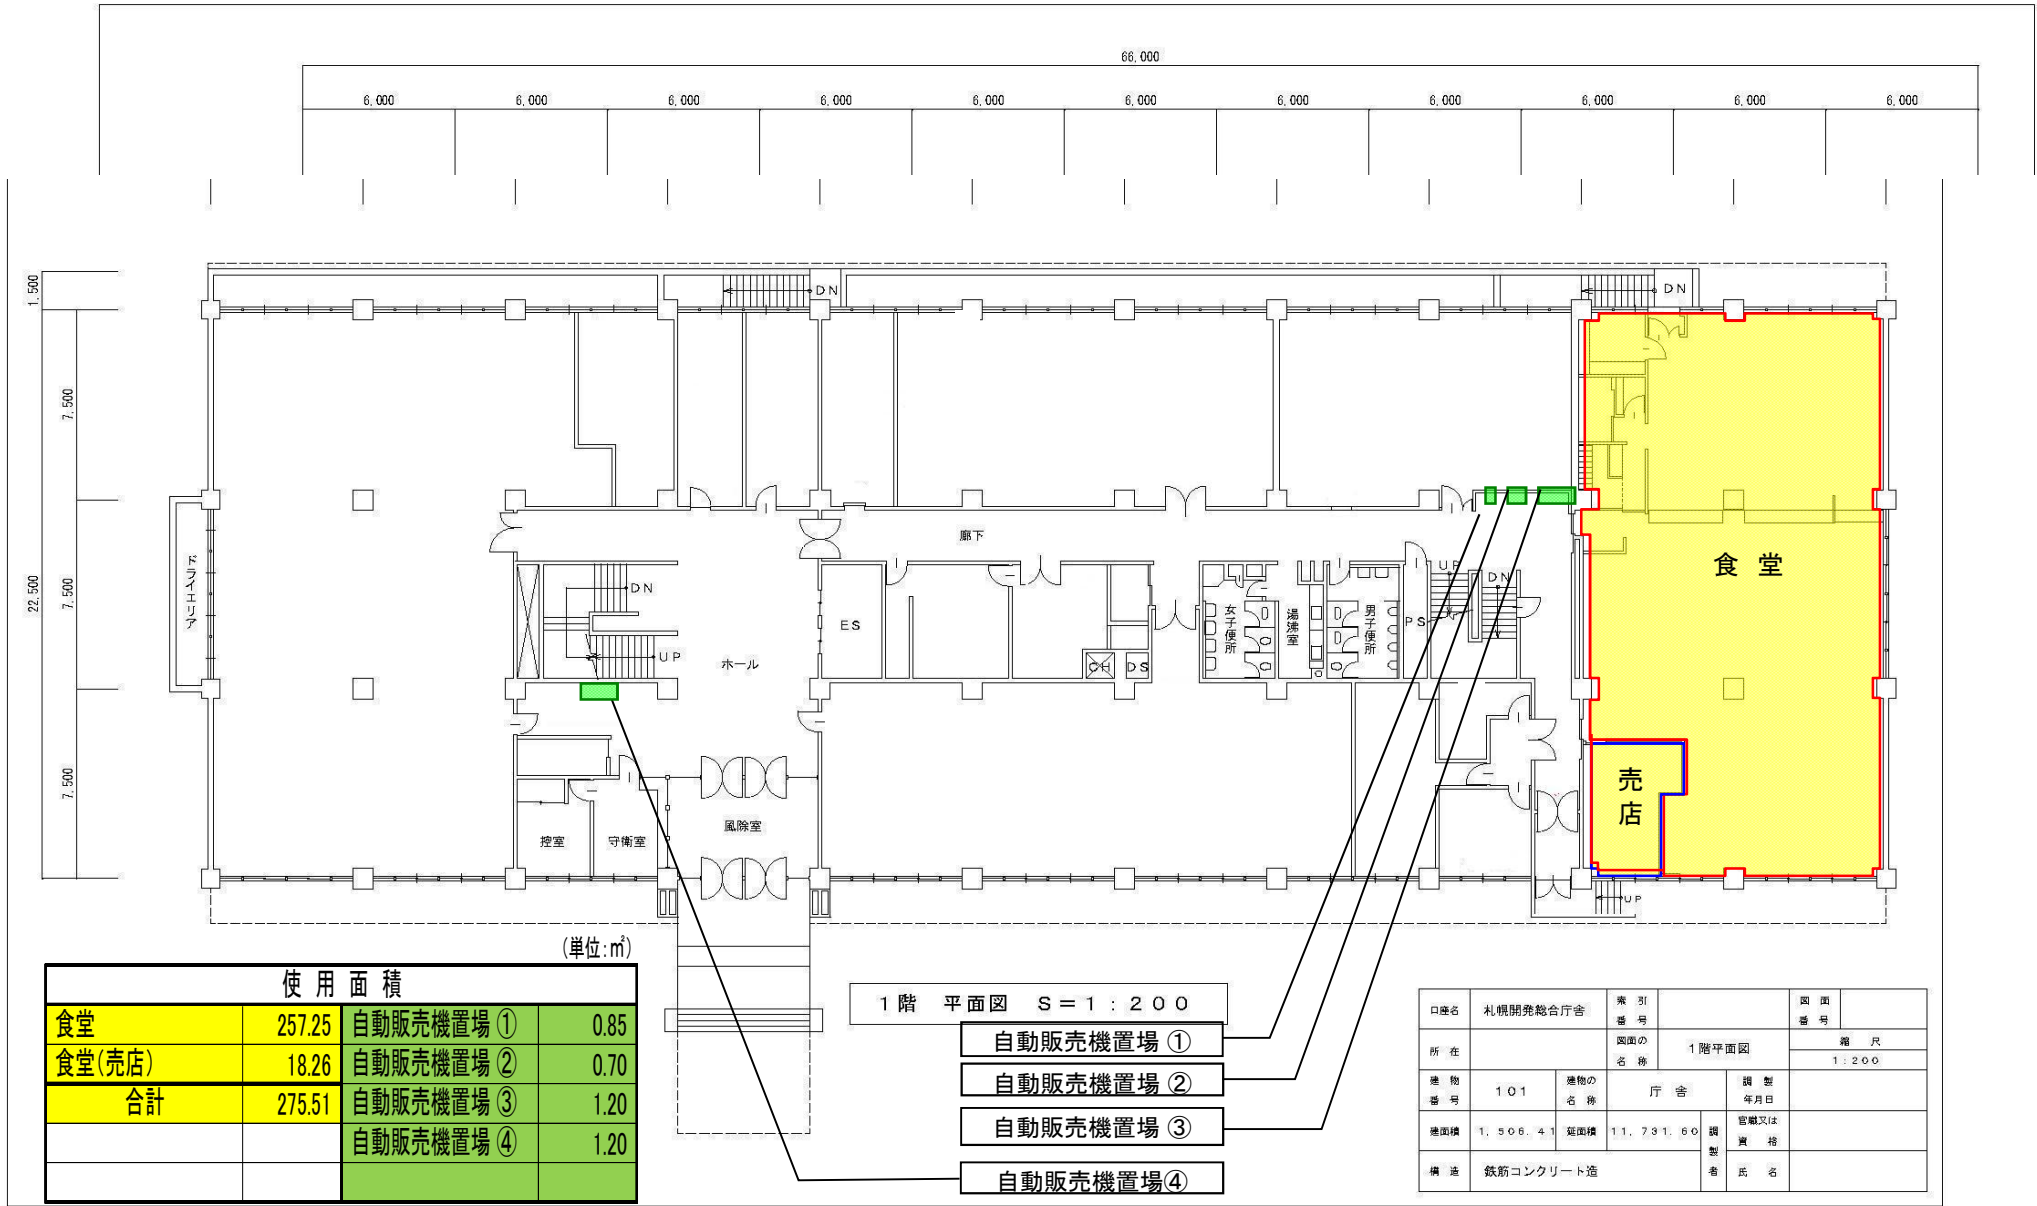 66,000
6,000 6,000 6,000 6,000 6,000 6,000 6,000 6,000 6,000 6,000 6,000
1,500
7,500
7,500
7,500
22,500
DN
DN
ドライエリア
廊下
食 堂
DN
UP
ホール
ES
CH
DS
女子便所
湯沸室
男子便所
PS
UP
DN
売店
控室
守衛室
風除室
UP
(単位:㎡)
使 用 面 積
食堂 257.25 自動販売機置場① 0.85
食堂(売店) 18.26 自動販売機置場② 0.70
合計 275.51 自動販売機置場③ 1.20
自動販売機置場④ 1.20
1階 平面図 S=1:200
自動販売機置場①
自動販売機置場②
自動販売機置場③
自動販売機置場④
口座名 札幌開発総合庁舎 索引番号 図面番号
所在 図面の名称 1階平面図 縮尺 1:200
建物番号 101 建物の名称 庁舎 調製年月日
建面積 1,506.41 延面積 11,731.60 調製者 官職又は資格
構造 鉄筋コンクリート造 氏名